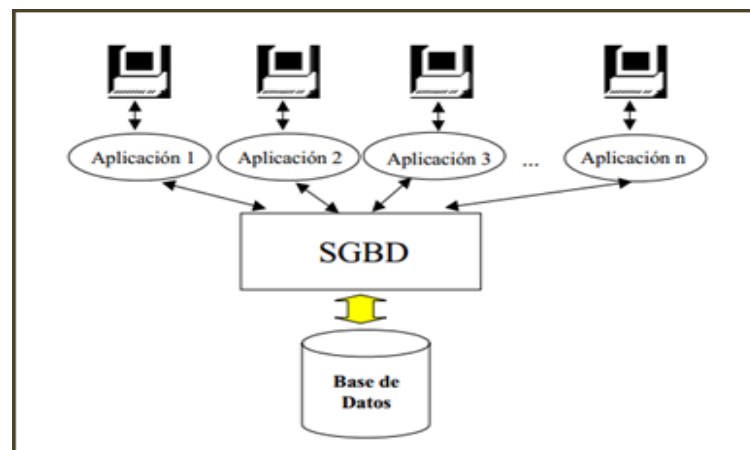 Aplicación 1
Aplicación 2
Aplicación 3
...
Aplicación n
SGBD
Base de
Datos